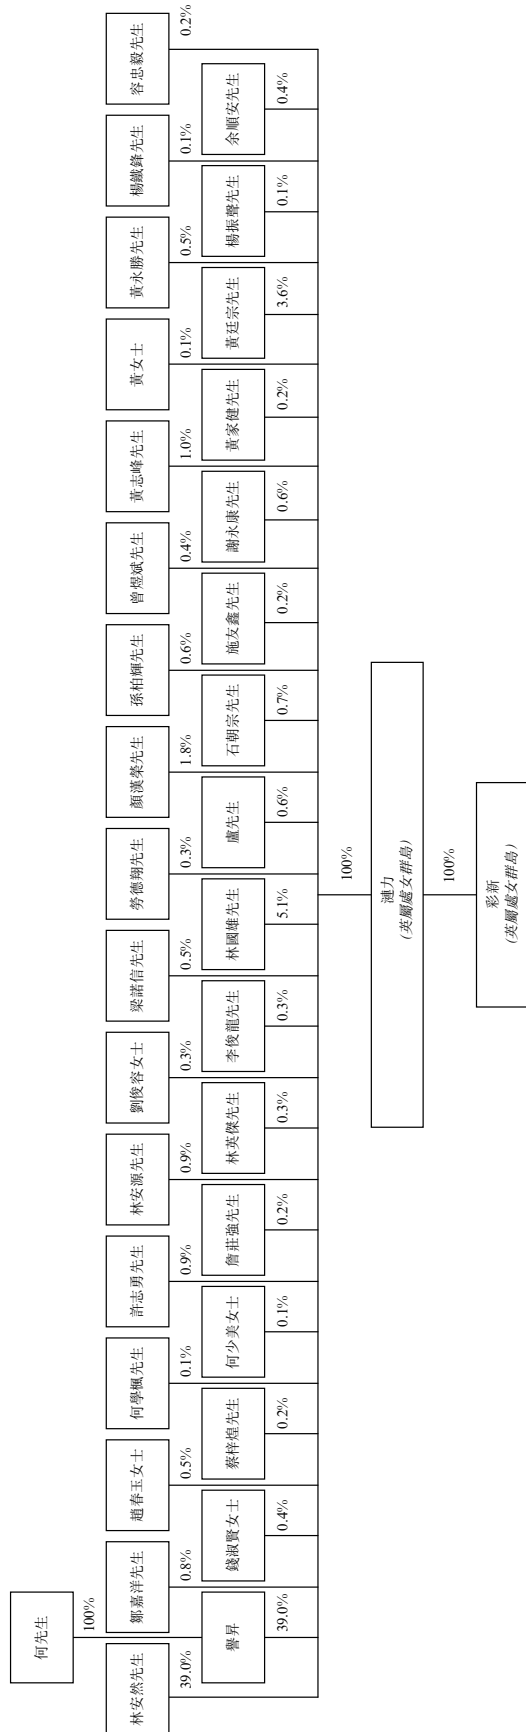 何先生
100%
林安然先生
鄒嘉洋先生
趙春玉女士
何學楓先生
許志勇先生
林安源先生
劉俊容女士
梁諾信先生
勞德翔先生
顏漢榮先生
孫柏輝先生
曾煜斌先生
黃志峰先生
黃女士
黃永勝先生
楊鐵鋒先生
容忠毅先生
39.0%
0.8%
0.5%
0.1%
0.9%
0.9%
0.3%
0.5%
0.3%
1.8%
0.6%
0.4%
1.0%
0.1%
0.5%
0.1%
0.2%
譽昇
錢淑賢女士
蔡梓煌先生
何少美女士
詹莊強先生
林英傑先生
李俊龍先生
林國雄先生
盧先生
石朝宗先生
施友鑫先生
謝永康先生
黃家健先生
黃廷宗先生
楊振聲先生
余順安先生
39.0%
0.4%
0.2%
0.1%
0.2%
0.3%
0.3%
5.1%
0.6%
0.7%
0.2%
0.6%
0.2%
3.6%
0.1%
0.4%
100%
漣力
(英屬處女群島)
100%
彩新
(英屬處女群島)